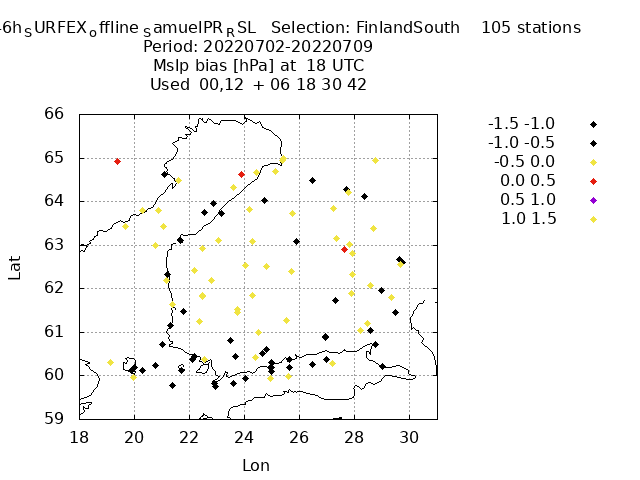 -6hSURFEXoffline SamuelPRRSL Selection: FinlandSouth 105 stations
Period: 20220702-20220709
Mslp bias [hPa] at 18 UTC
Used 00,12 + 06 18 30 42
66
65
64
63
62
61
60
59
18 20 22 24 26 28 30
Lat
Lon
-1.5 -1.0
-1.0 -0.5
-0.5 0.0
0.0 0.5
0.5 1.0
1.0 1.5